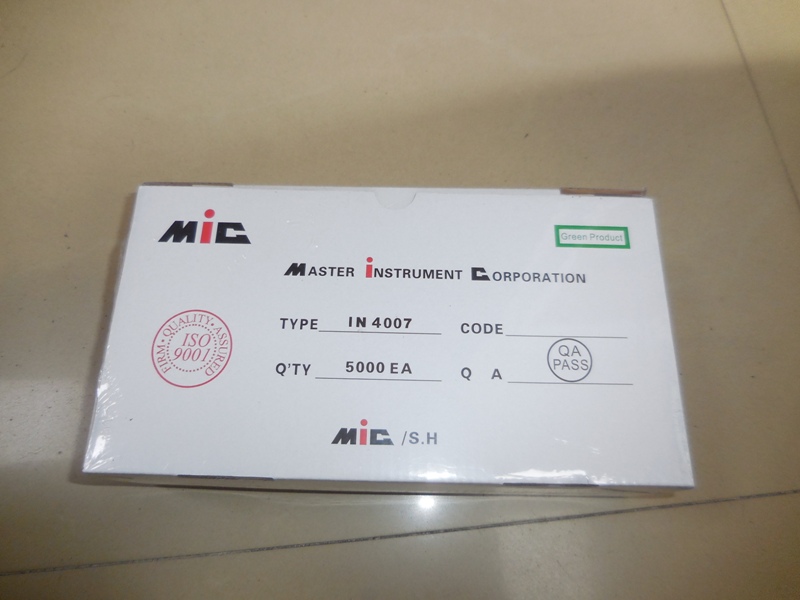 MiC
Green Product
MASTER INSTRUMENT CORPORATION
TYPE IN 4007 CODE
FIRM · QUALITY · ASSURED
ISO
9001
Q'TY 5000 EA Q A
QA
PASS
MiC /S.H